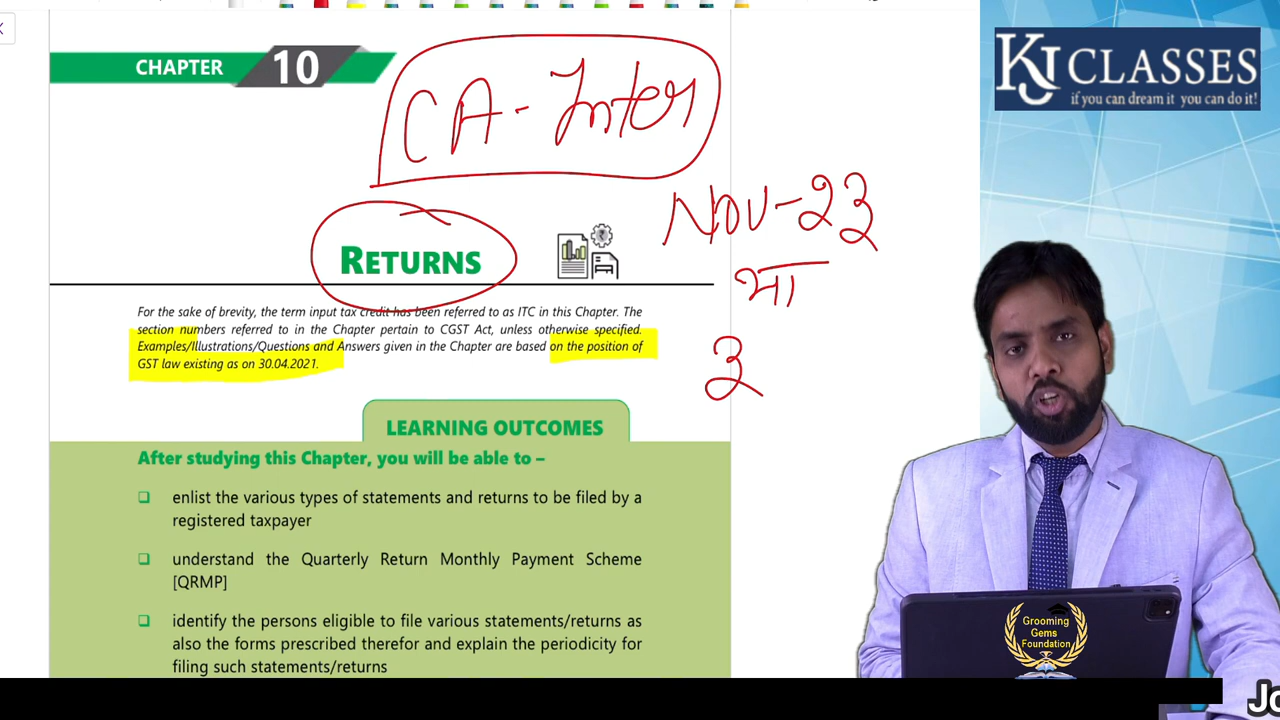 CHAPTER 10
CA - Inter
Nov-23
या
RETURNS
For the sake of brevity, the term input tax credit has been referred to as ITC in this Chapter. The
section numbers referred to in the Chapter pertain to CGST Act, unless otherwise specified.
Examples/Illustrations/Questions and Answers given in the Chapter are based on the position of
GST law existing as on 30.04.2021.
LEARNING OUTCOMES
After studying this Chapter, you will be able to –
enlist the various types of statements and returns to be filed by a
registered taxpayer
understand the Quarterly Return Monthly Payment Scheme
[QRMP]
identify the persons eligible to file various statements/returns as
also the forms prescribed therefor and explain the periodicity for
filing such statements/returns
KJ CLASSES
if you can dream it you can do it!
Grooming
Gems
Foundation